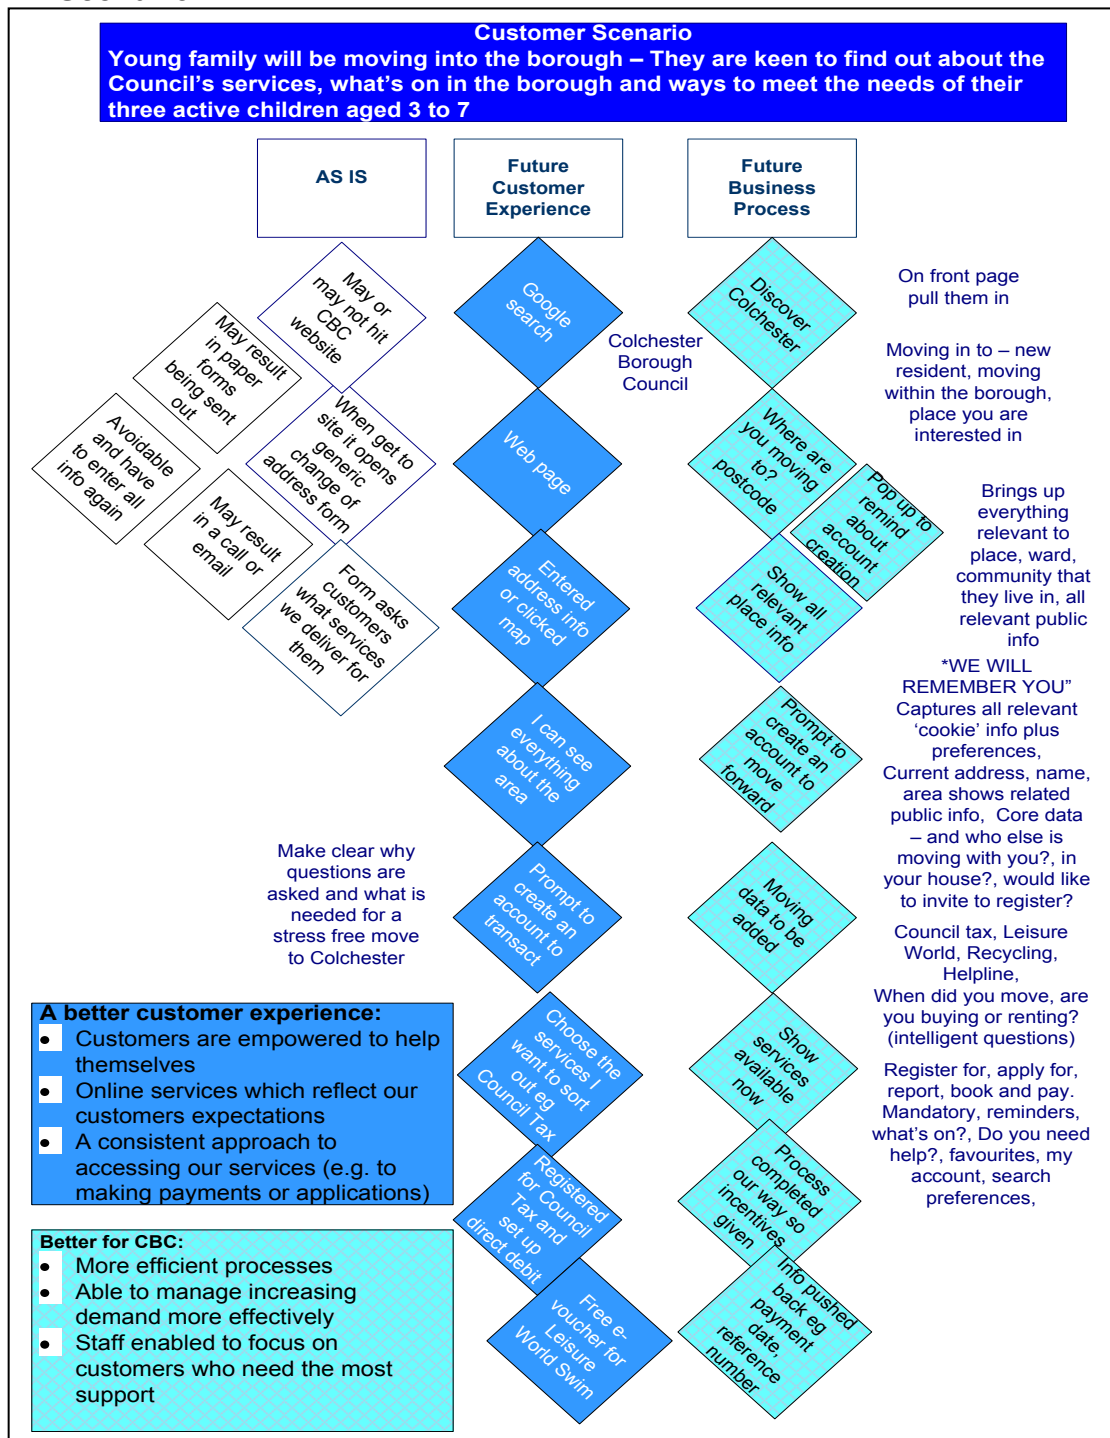 Customer Scenario
Young family will be moving into the borough – They are keen to find out about the
Council's services, what's on in the borough and ways to meet the needs of their
three active children aged 3 to 7
AS IS
Future
Customer
Experience
Future
Business
Process
May or
may not hit
CBC
website
May result
in paper
forms
being sent
out
When get to
site it opens
generic
change of
address form
Avoidable
and have
to enter all
info again
May result
in a call or
email
Form asks
customers
what services
we deliver for
them
Google
search
Colchester
Borough
Council
Web page
Entered
address info
or clicked
map
I can see
everything
about the
area
Make clear why
questions are
asked and what is
needed for a
stress free move
to Colchester
Prompt to
create an
account to
transact
Choose the
services I
want to sort
out eg
Council Tax
Registered
for Council
Tax and
set up
direct debit
Free e-
voucher for
Leisure
World Swim
Discover
Colchester
Where are
you moving
to?
postcode
Pop up to
remind
about
account
creation
Show all
relevant
place info
Prompt to
create an
account to
move
forward
Moving
data to be
added
Show
services
available
now
Process
completed
our way so
incentives
given
Info pushed
back eg
payment
date,
reference
number
On front page
pull them in
Moving in to – new
resident, moving
within the borough,
place you are
interested in
Brings up
everything
relevant to
place, ward,
community that
they live in, all
relevant public
info
*WE WILL
REMEMBER YOU”
Captures all relevant
‘cookie’ info plus
preferences,
Current address, name,
area shows related
public info, Core data
– and who else is
moving with you?, in
your house?, would like
to invite to register?
Council tax, Leisure
World, Recycling,
Helpline,
When did you move, are
you buying or renting?
(intelligent questions)
Register for, apply for,
report, book and pay.
Mandatory, reminders,
what's on?, Do you need
help?, favourites, my
account, search
preferences,
A better customer experience:
• Customers are empowered to help
themselves
• Online services which reflect our
customers expectations
• A consistent approach to
accessing our services (e.g. to
making payments or applications)
Better for CBC:
• More efficient processes
• Able to manage increasing
demand more effectively
• Staff enabled to focus on
customers who need the most
support